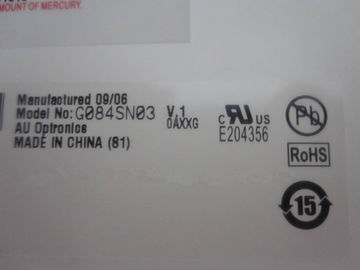 AMOUNT OF MERCURY.
Manufactured 09/06
Model No: G084SN03 V.1
0AXXG
AU Optronics
MADE IN CHINA (81)
C US
E204356
Pb
RoHS
15